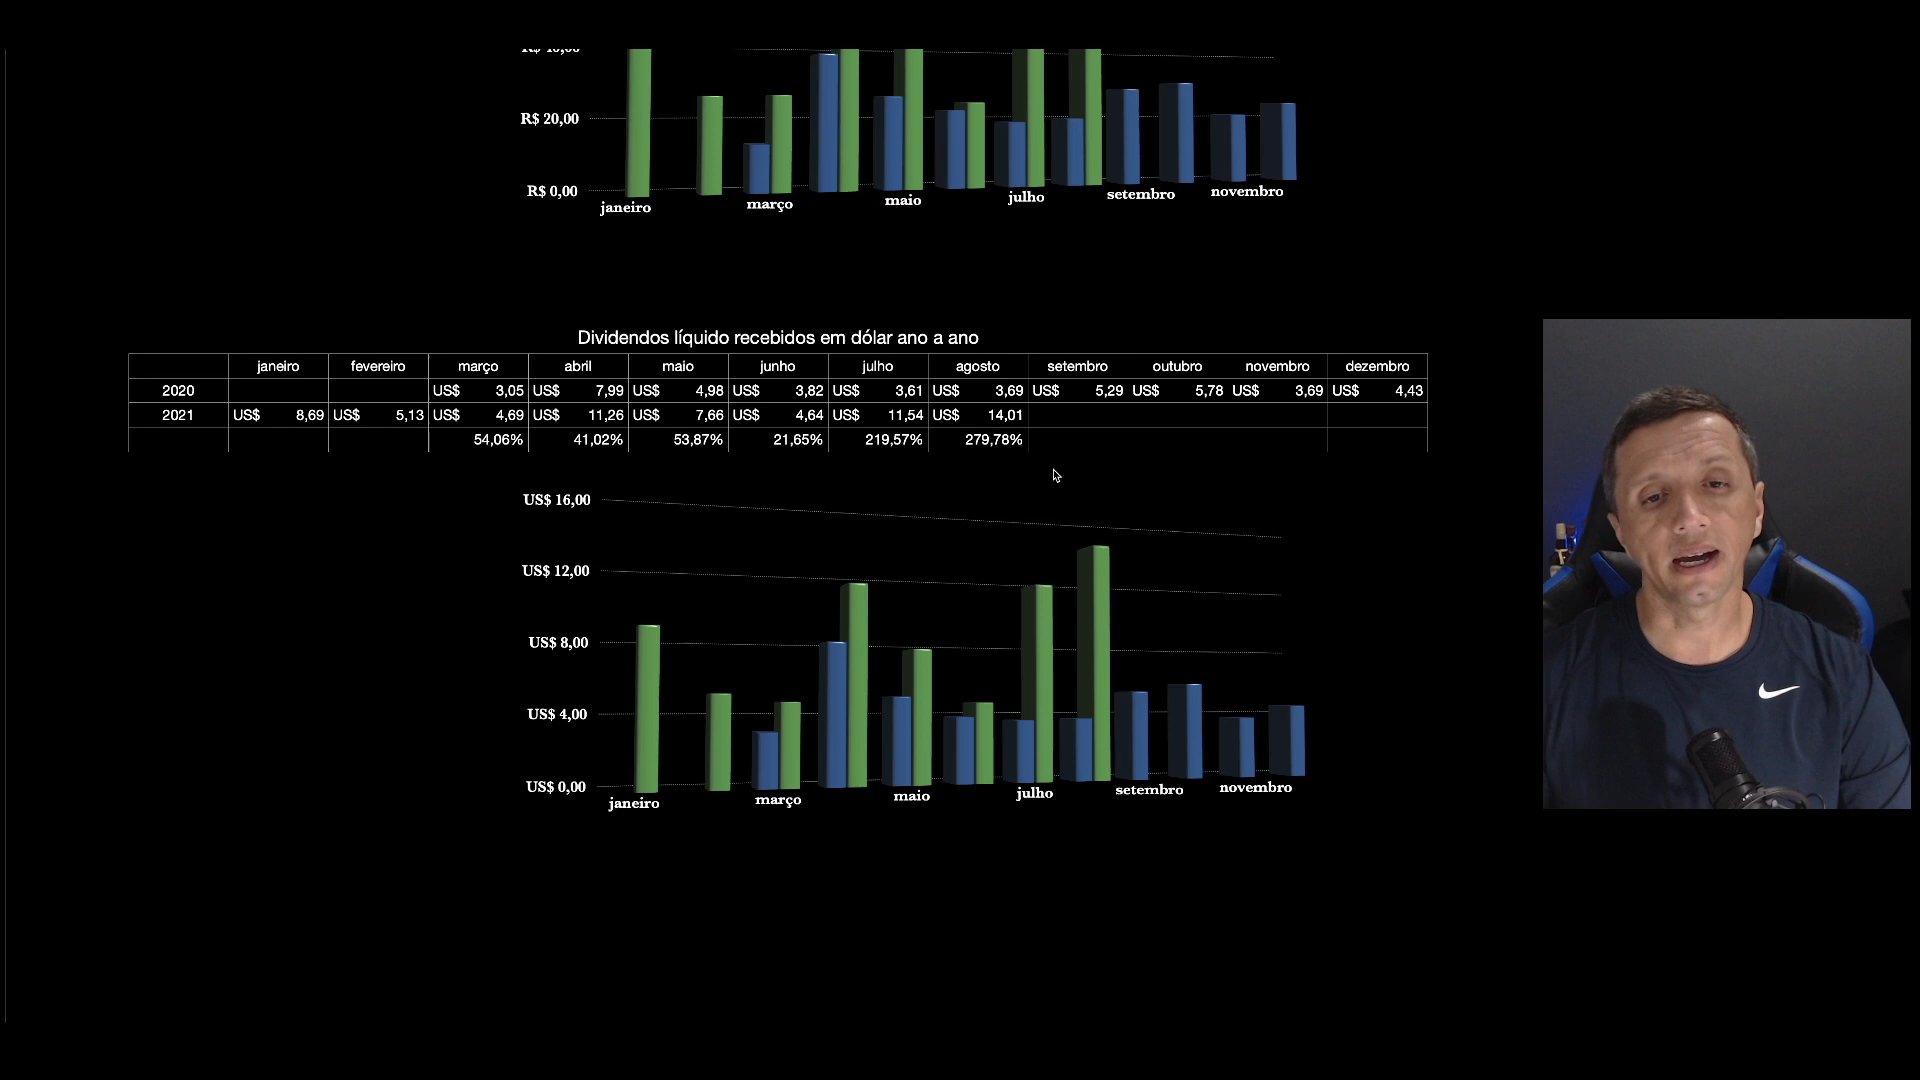 R$ 20,00
R$ 0,00
janeiro março maio julho setembro novembro
Dividendos líquido recebidos em dólar ano a ano
janeiro fevereiro março abril maio junho julho agosto setembro outubro novembro dezembro
2020 US$ 3,05 US$ 7,99 US$ 4,98 US$ 3,82 US$ 3,61 US$ 3,69 US$ 5,29 US$ 5,78 US$ 3,69 US$ 4,43
2021 US$ 8,69 US$ 5,13 US$ 4,69 US$ 11,26 US$ 7,66 US$ 4,64 US$ 11,54 US$ 14,01
54,06% 41,02% 53,87% 21,65% 219,57% 279,78%
US$ 16,00
US$ 12,00
US$ 8,00
US$ 4,00
US$ 0,00
janeiro março maio julho setembro novembro